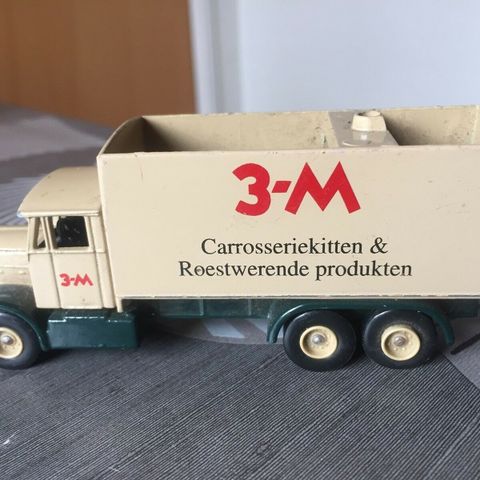 3-M
Carrosseriekitten &
Roestwerende produkten
3-M